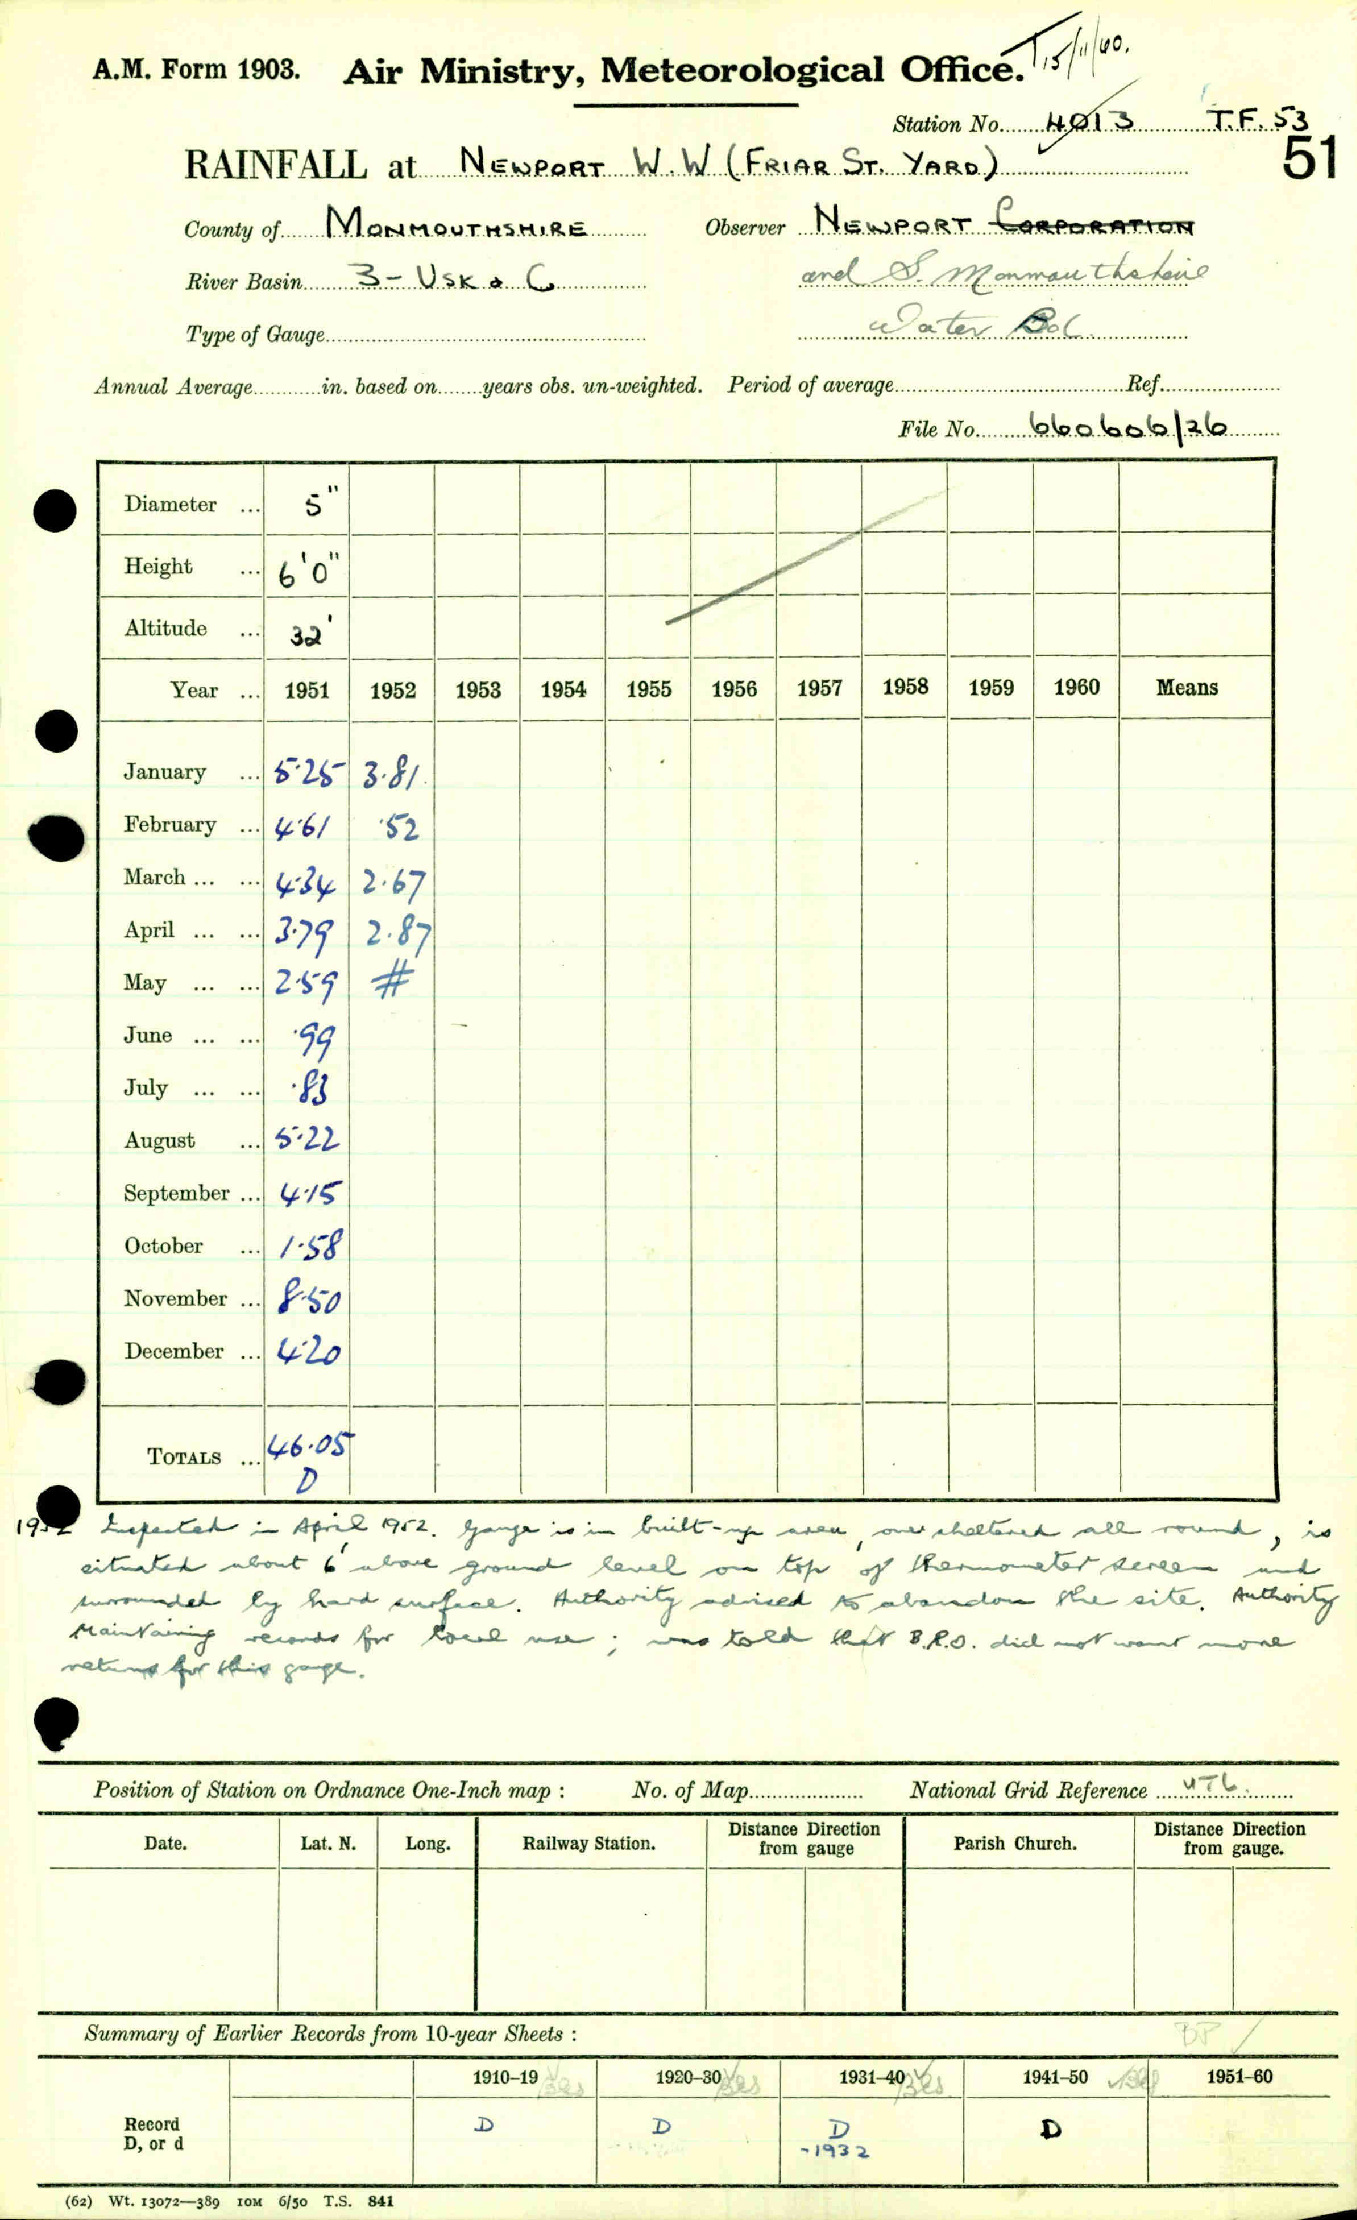 T 15/11/60.
A.M. Form 1903. Air Ministry, Meteorological Office.
Station No. 4013 T.F. 53
51
RAINFALL at NEWPORT W.W (FRIAR ST. YARD)
County of MONMOUTHSHIRE Observer NEWPORT CORPORATION
and S. Monmouthshire
River Basin 3 - USK & C
Water Bd.
Type of Gauge
Annual Average in. based on years obs. un-weighted. Period of average Ref.
File No. 660606/26
Diameter ... 5"
Height ... 6'0"
Altitude ... 32'
Year ... 1951 1952 1953 1954 1955 1956 1957 1958 1959 1960 Means
January ... 5.25 3.81
February ... 4.61 .52
March ... ... 4.34 2.67
April ... ... 3.79 2.87
May ... ... 2.59 #
June ... ... .99
July ... ... .83
August ... 5.22
September ... 4.15
October ... 1.58
November ... 8.50
December ... 4.20
TOTALS ... 46.05
D
1952 Inspected in April 1952. Gauge is in built-up area, over sheltered all round, is
situated about 6' above ground level on top of thermometer screen and
surrounded by hard surface. Authority advised to abandon the site. Authority
Maintaining records for local use; was told that B.R.O. did not want more
returns for this gauge.
Position of Station on Ordnance One-Inch map : No. of Map National Grid Reference
Date. Lat. N. Long. Railway Station. Distance Direction from gauge Parish Church. Distance Direction from gauge.
Summary of Earlier Records from 10-year Sheets :
BP
1910–19 Yes 1920–30 Yes 1931–40 Yes 1941–50 Yes 1951–60
Record D, or d D D D -1932 D
(62) Wt. 13072—389 10M 6/50 T.S. 841